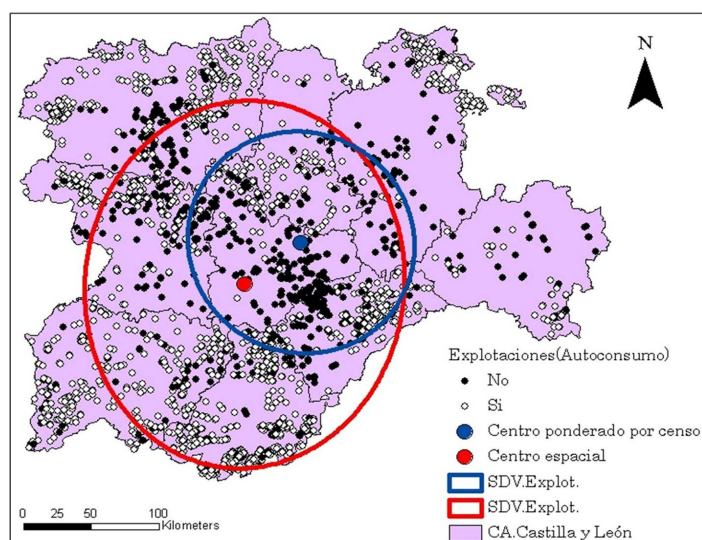 N
Explotaciones(Autoconsumo)
No
Si
Centro ponderado por censo
Centro espacial
SDV.Explot.
SDV.Explot.
CA.Castilla y León
0 25 50 100
Kilometers